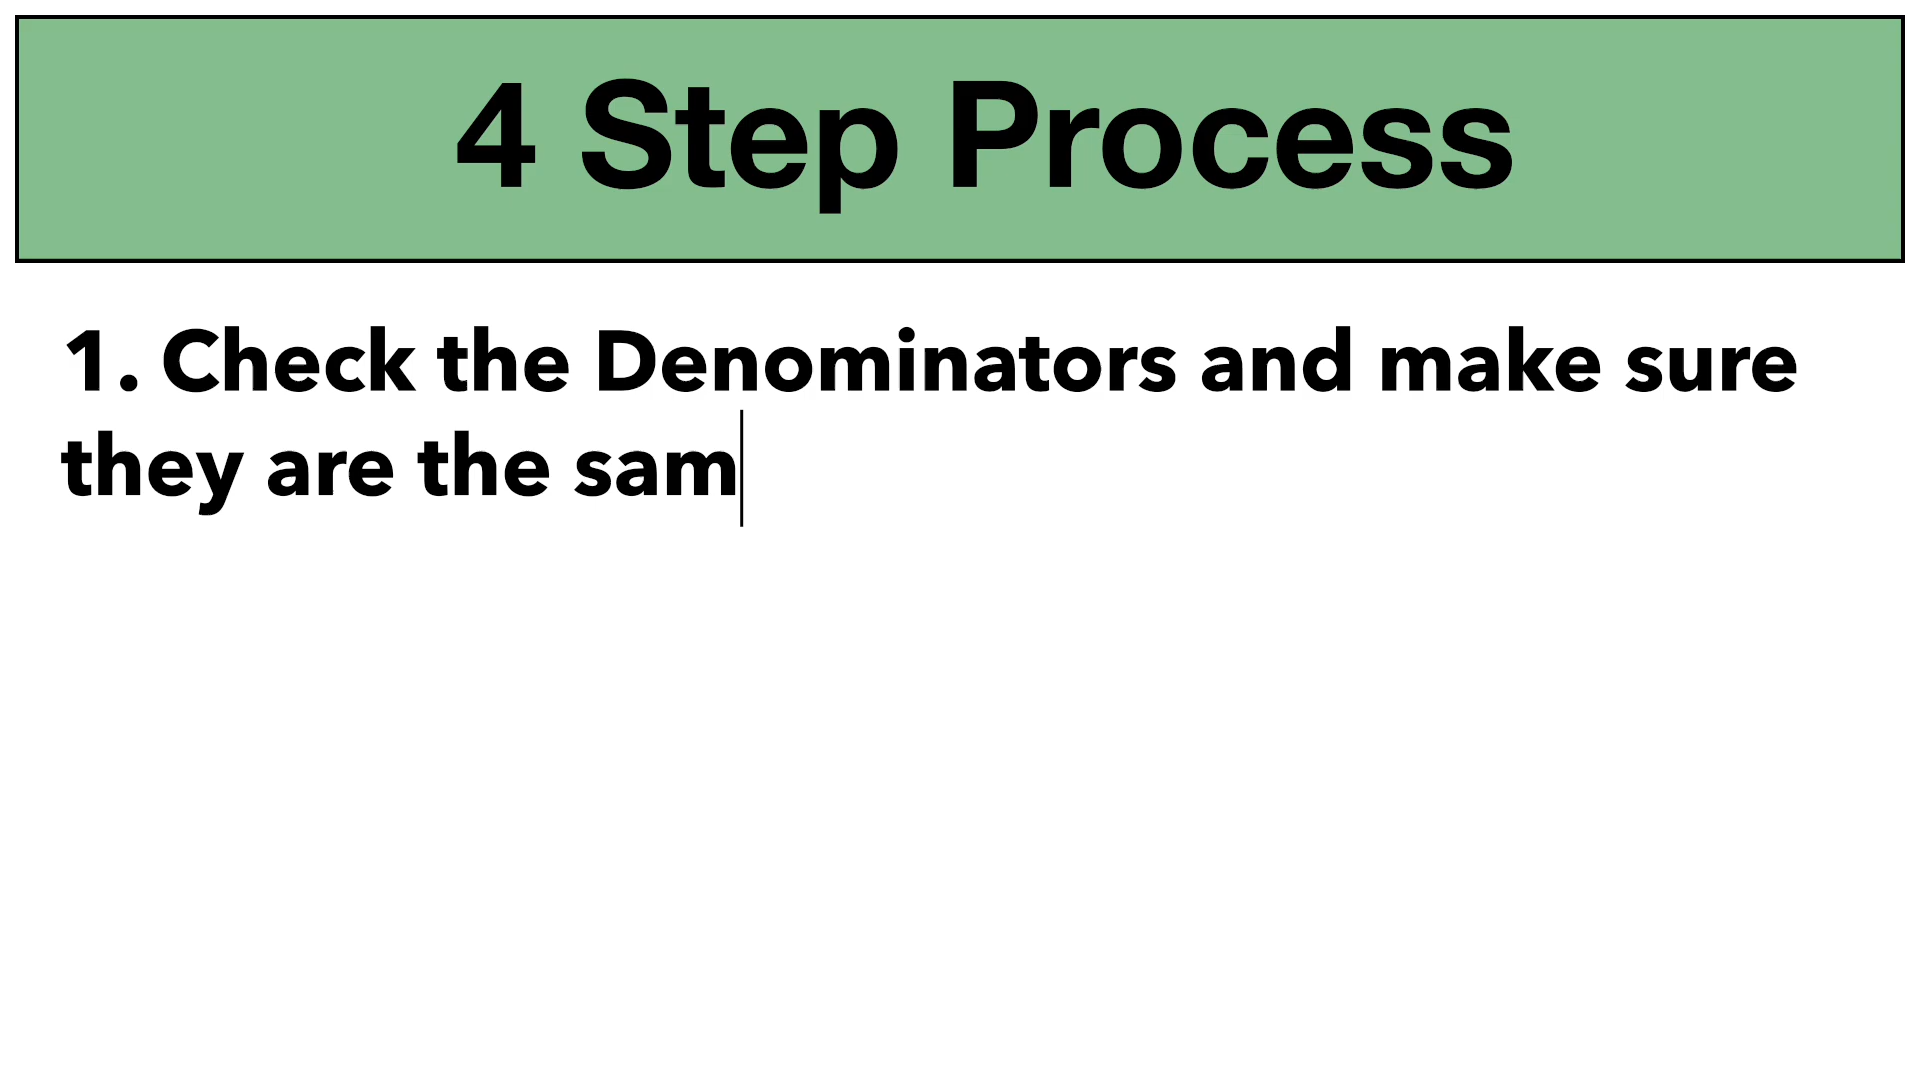 4 Step Process
1. Check the Denominators and make sure
they are the sam